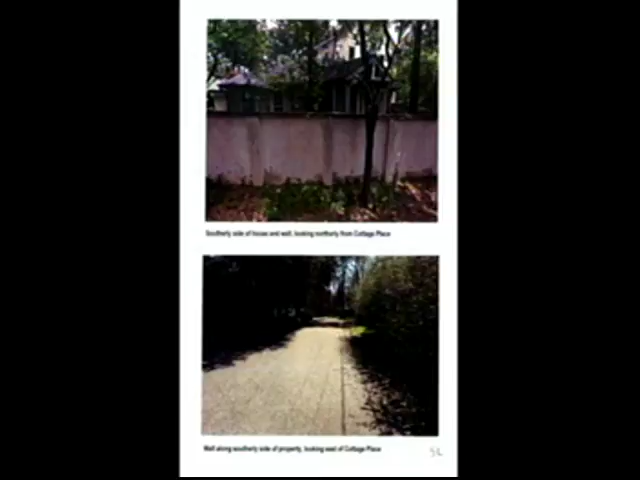 Southerly side of house and wall, looking northerly from Cottage Place
Wall along southerly side of property, looking east of Cottage Place
52